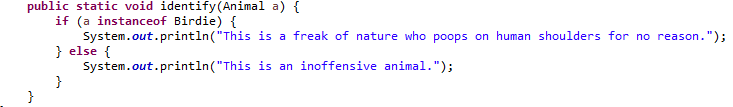 public static void identify(Animal a) {
if (a instanceof Birdie) {
System.out.println("This is a freak of nature who poops on human shoulders for no reason.");
} else {
System.out.println("This is an inoffensive animal.");
}
}